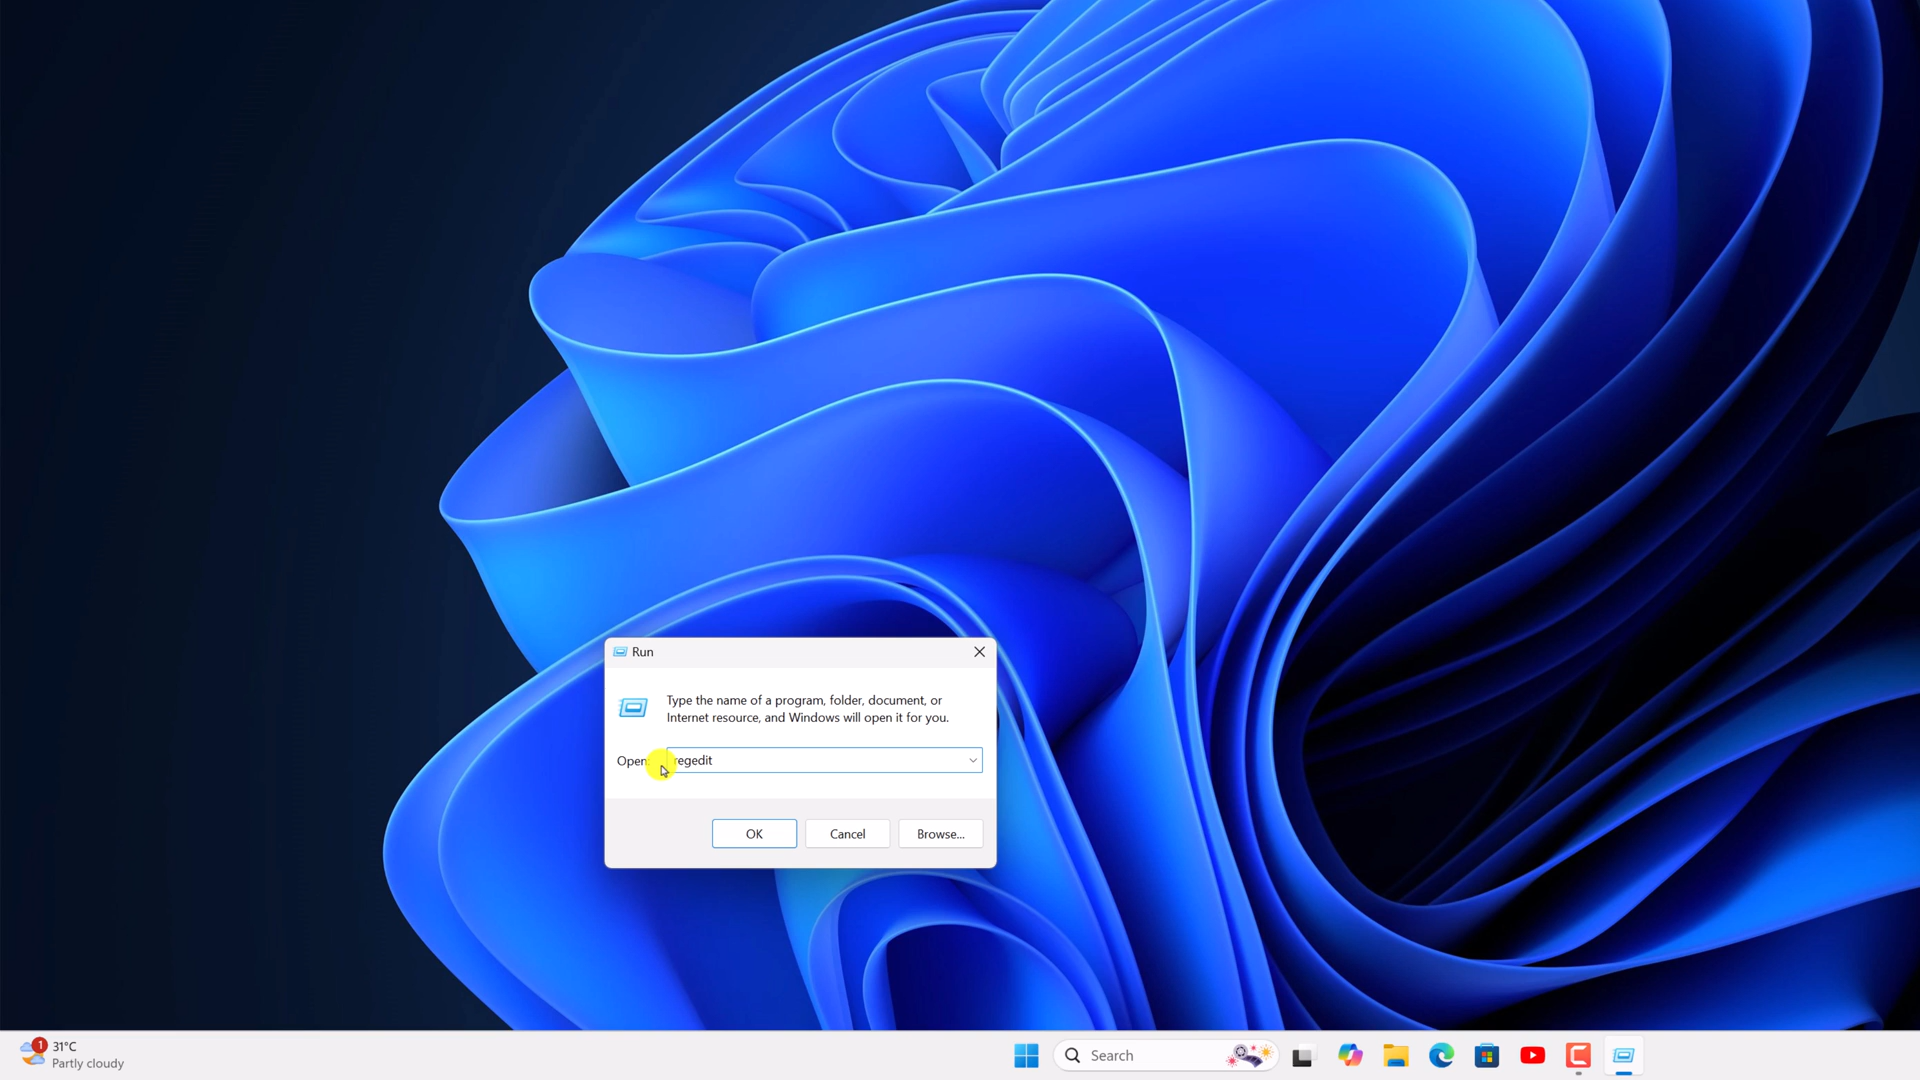 Run
Type the name of a program, folder, document, or
Internet resource, and Windows will open it for you.
Open: regedit
OK
Cancel
Browse...
1
31°C
Partly cloudy
Search